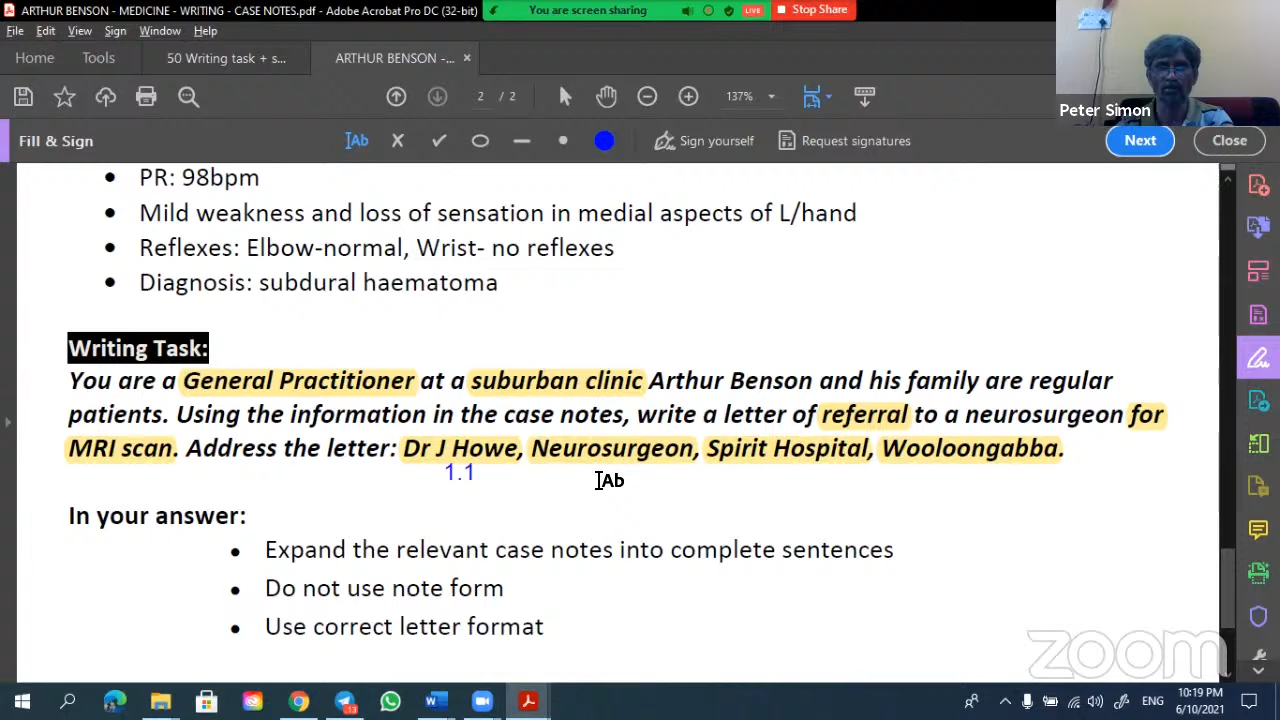 ARTHUR BENSON - MEDICINE - WRITING - CASE NOTES.pdf - Adobe Acrobat Pro DC (32-bit)
You are screen sharing
LIVE
Stop Share
File Edit View Sign Window Help
Home Tools 50 Writing task + s... ARTHUR BENSON -... ×
2 / 2 137%
Peter Simon
Fill & Sign
Ab
Sign yourself
Request signatures
Next
Close
• PR: 98bpm
• Mild weakness and loss of sensation in medial aspects of L/hand
• Reflexes: Elbow-normal, Wrist- no reflexes
• Diagnosis: subdural haematoma
Writing Task:
You are a General Practitioner at a suburban clinic Arthur Benson and his family are regular
patients. Using the information in the case notes, write a letter of referral to a neurosurgeon for
MRI scan. Address the letter: Dr J Howe, Neurosurgeon, Spirit Hospital, Wooloongabba.
1.1
Ab
In your answer:
• Expand the relevant case notes into complete sentences
• Do not use note form
• Use correct letter format
zoom
13
ENG
10:19 PM
6/10/2021